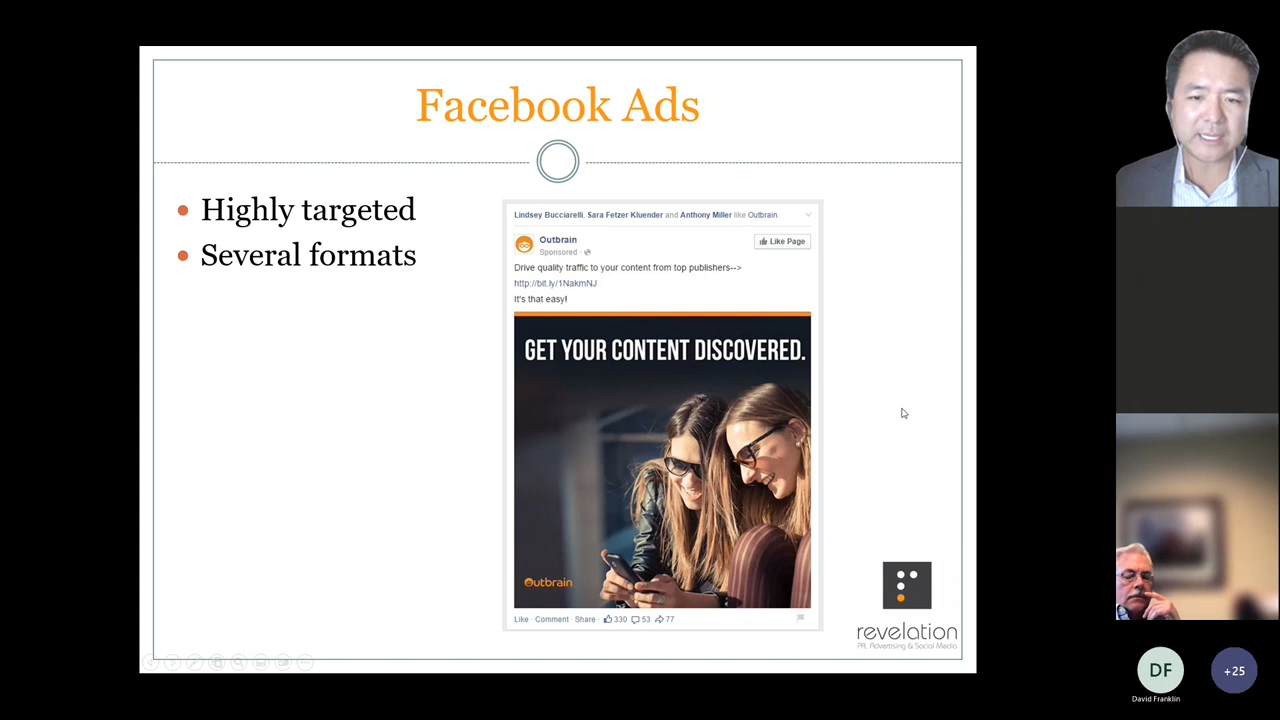 Facebook Ads
Highly targeted
Several formats
Lindsey Bucciarelli, Sara Fetzer Kluender and Anthony Miller like Outbrain.
Outbrain
Sponsored ·
Like Page
Drive quality traffic to your content from top publishers-->
http://bit.ly/1NakmNJ
It's that easy!
GET YOUR CONTENT DISCOVERED.
Outbrain
Like · Comment · Share · 330 53 77
revelation
PR, Advertising & Social Media
DF
David Franklin
+25